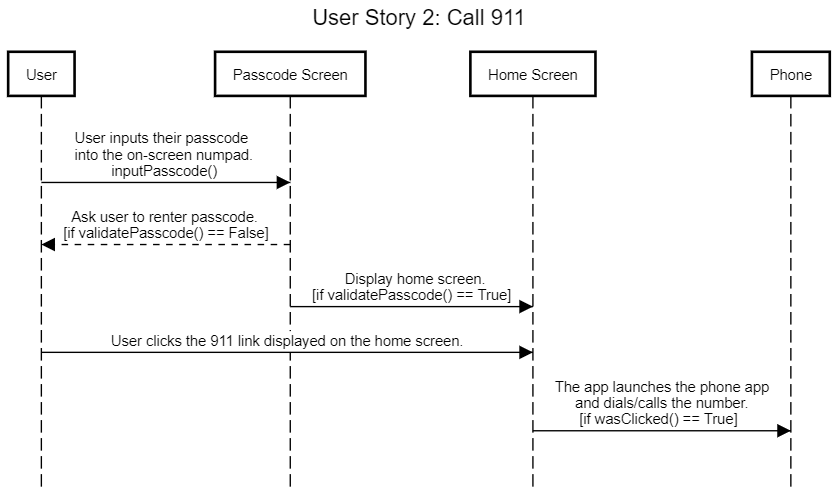 User Story 2: Call 911
User
Passcode Screen
Home Screen
Phone
User inputs their passcode
into the on-screen numpad.
inputPasscode()
Ask user to renter passcode.
[if validatePasscode() == False]
Display home screen.
[if validatePasscode() == True]
User clicks the 911 link displayed on the home screen.
The app launches the phone app
and dials/calls the number.
[if wasClicked() == True]